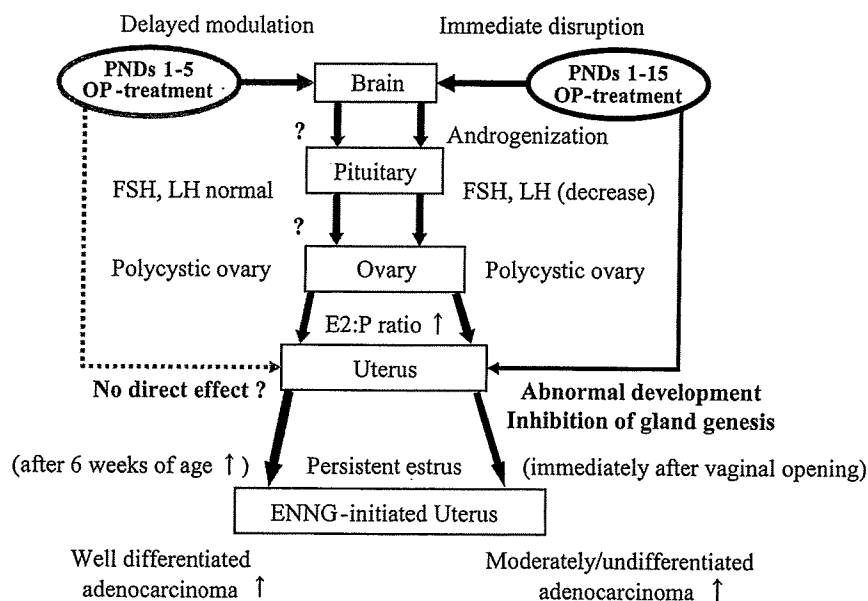 Delayed modulation
Immediate disruption
PNDs 1-5
OP-treatment
Brain
PNDs 1-15
OP-treatment
?
Androgenization
Pituitary
FSH, LH normal
FSH, LH (decrease)
?
Polycystic ovary
Ovary
Polycystic ovary
E2:P ratio ↑
Uterus
No direct effect ?
Abnormal development
Inhibition of gland genesis
(after 6 weeks of age ↑)
Persistent estrus
(immediately after vaginal opening)
ENNG-initiated Uterus
Well differentiated
adenocarcinoma ↑
Moderately/undifferentiated
adenocarcinoma ↑